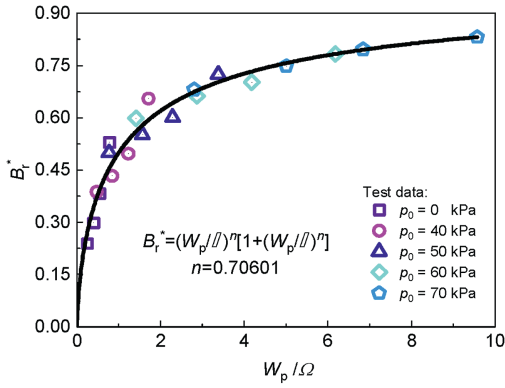 0.90
0.75
0.60
0.45
0.30
0.15
0.00
B_r^*
Test data:
p_0 = 0 kPa
p_0 = 40 kPa
p_0 = 50 kPa
p_0 = 60 kPa
p_0 = 70 kPa
B_r^*=(W_p/)^n[1+(W_p/)^n]
n=0.70601
0 2 4 6 8 10
W_p/Ω